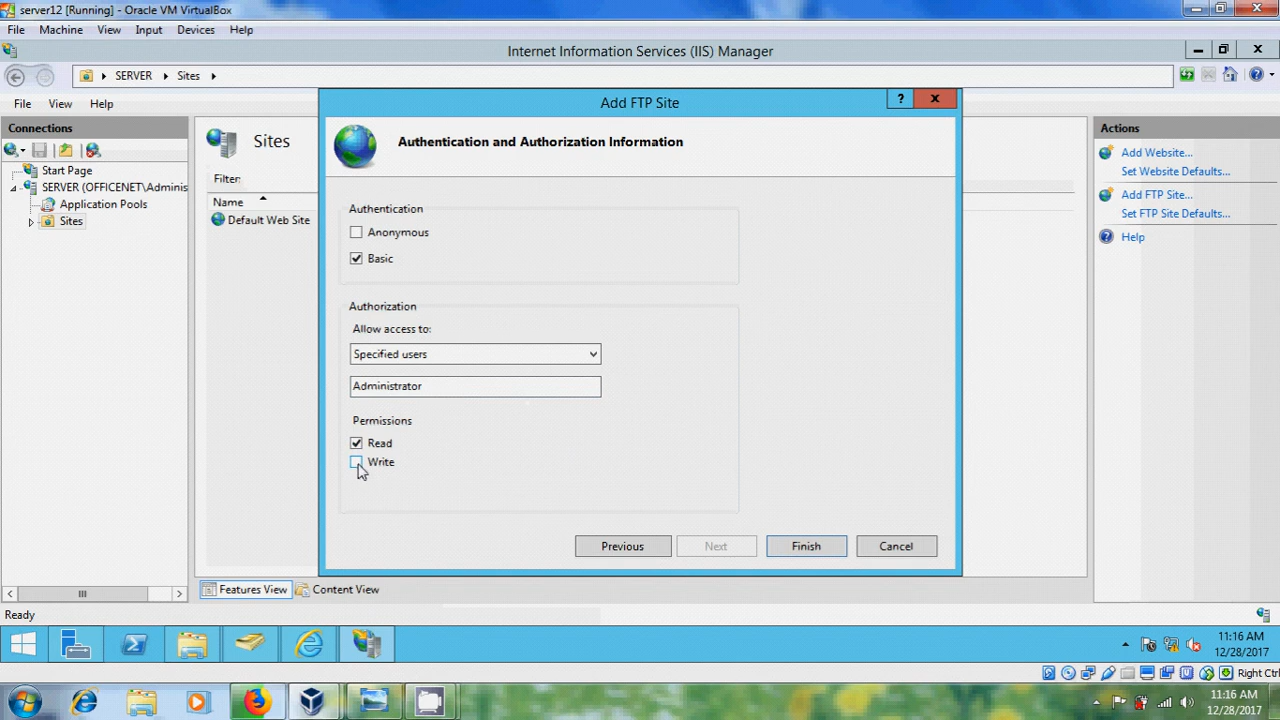 server12 [Running] - Oracle VM VirtualBox
File Machine View Input Devices Help
Internet Information Services (IIS) Manager
SERVER Sites
File View Help
Connections
Start Page
SERVER (OFFICENET\Adminis
Application Pools
Sites
Sites
Filter:
Name
Default Web Site
Add FTP Site
?
Authentication and Authorization Information
Authentication
Anonymous
Basic
Authorization
Allow access to:
Specified users
Administrator
Permissions
Read
Write
Previous Next Finish Cancel
Actions
Add Website...
Set Website Defaults...
Add FTP Site...
Set FTP Site Defaults...
Help
Features View Content View
Ready
11:16 AM
12/28/2017
Right Ctrl
11:16 AM
12/28/2017